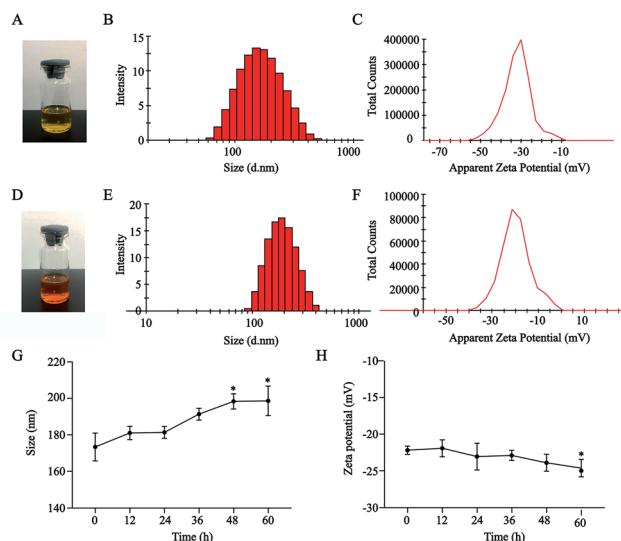 A
B
15
10
5
0
Intensity
100
1000
Size (d.nm)
C
400000
300000
200000
100000
0
Total Counts
-70
-50
-30
-10
Apparent Zeta Potential (mV)
D
E
20
15
10
5
0
Intensity
10
100
1000
Size (d.nm)
F
100000
80000
60000
40000
20000
0
Total Counts
-50
-30
-10
10
Apparent Zeta Potential (mV)
G
220
200
180
160
140
Size (nm)
* *
0 12 24 36 48 60
Time (h)
H
-10
-20
-25
-30
Zeta potential (mV)
*
0 12 24 36 48 60
Time (h)